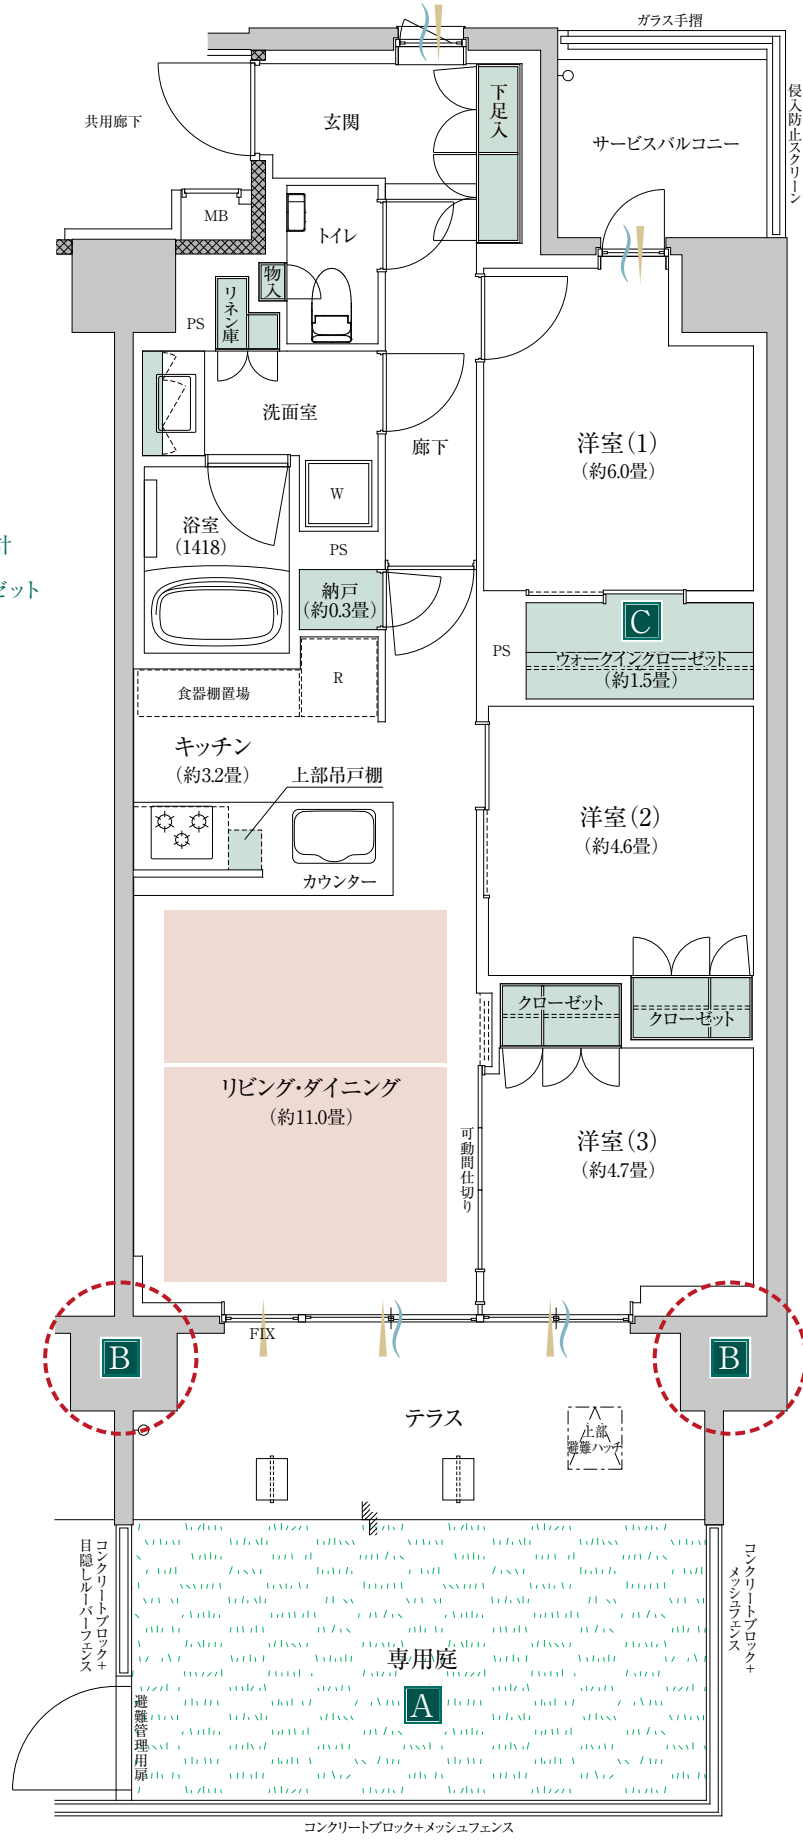 ガラス手摺
共用廊下
玄関
下足入
サービスバルコニー
侵入防止スクリーン
MB
トイレ
物入
リネン庫
PS
洗面室
廊下
洋室(1)
(約6.0畳)
W
浴室
(1418)
PS
計
ゼット
納戸
(約0.3畳)
C
PS
ウォークインクローゼット
(約1.5畳)
R
食器棚置場
キッチン
(約3.2畳)
上部吊戸棚
洋室(2)
(約4.6畳)
カウンター
クローゼット
クローゼット
リビング・ダイニング
(約11.0畳)
可動間仕切り
洋室(3)
(約4.7畳)
FIX
B
B
テラス
上部
避難ハッチ
コンクリートブロック+
目隠しルーバーフェンス
コンクリートブロック+
メッシュフェンス
専用庭
A
避難管理用扉
コンクリートブロック+メッシュフェンス